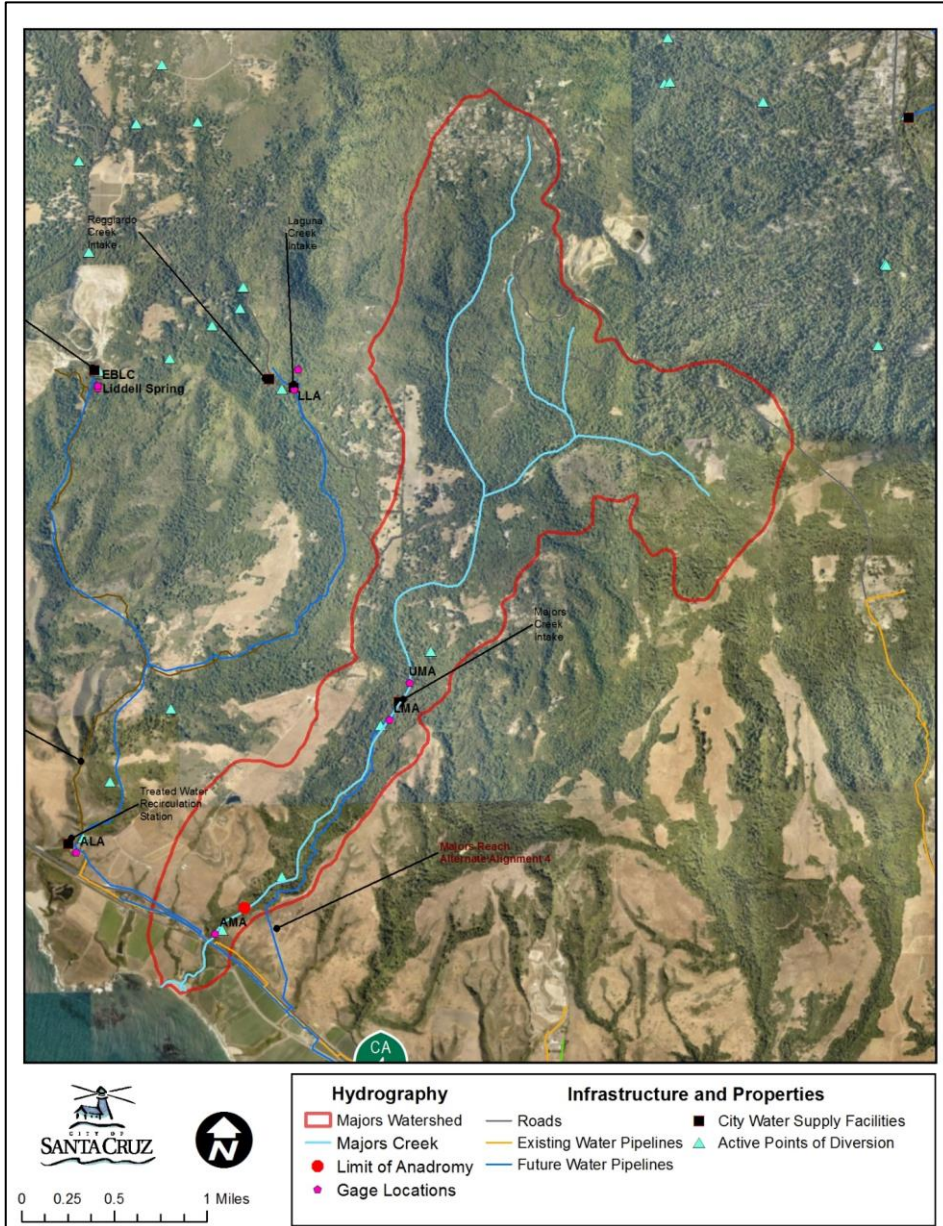 Reggiardo
Creek
Intake
Laguna
Creek
Intake
EBLC
Liddell Spring
LLA
Majors
Creek
Intake
UMA
LMA
Treated Water
Recirculation
Station
ALA
Majors Reach
Alternate Alignment 4
AMA
CA
CITY OF
SANTA CRUZ
N
0 0.25 0.5 1 Miles
Hydrography
Majors Watershed
Majors Creek
Limit of Anadromy
Gage Locations
Infrastructure and Properties
Roads
Existing Water Pipelines
Future Water Pipelines
City Water Supply Facilities
Active Points of Diversion